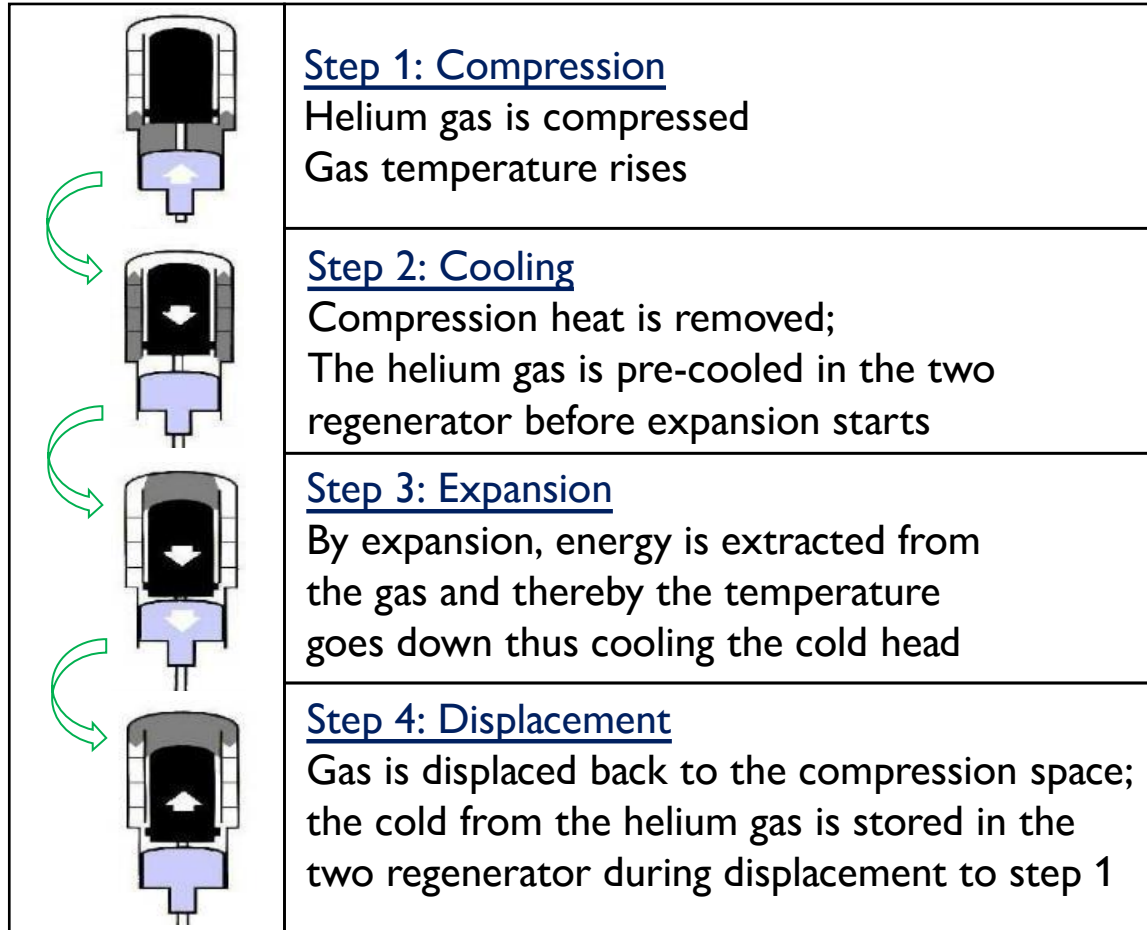 Step 1: Compression
Helium gas is compressed
Gas temperature rises
Step 2: Cooling
Compression heat is removed;
The helium gas is pre-cooled in the two
regenerator before expansion starts
Step 3: Expansion
By expansion, energy is extracted from
the gas and thereby the temperature
goes down thus cooling the cold head
Step 4: Displacement
Gas is displaced back to the compression space;
the cold from the helium gas is stored in the
two regenerator during displacement to step 1